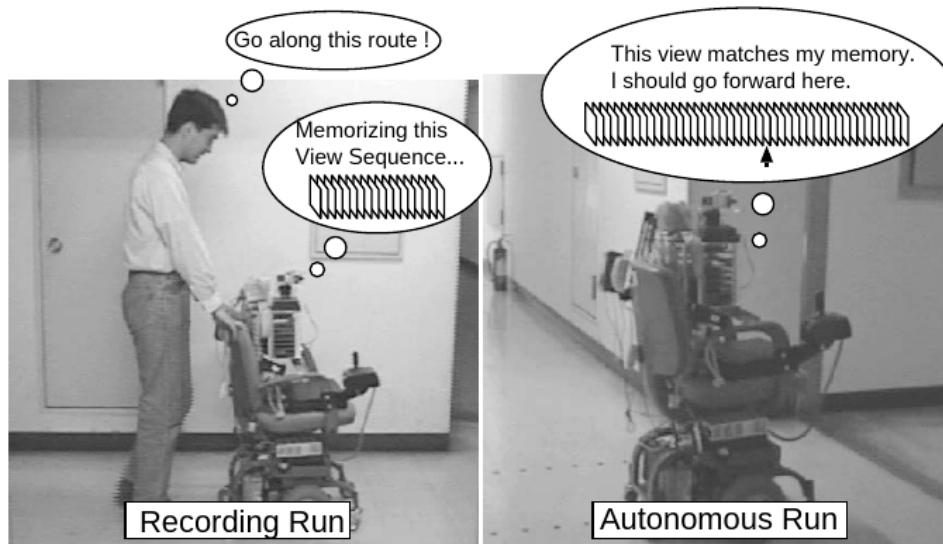 Go along this route !
Memorizing this
View Sequence...
Recording Run
This view matches my memory.
I should go forward here.
Autonomous Run